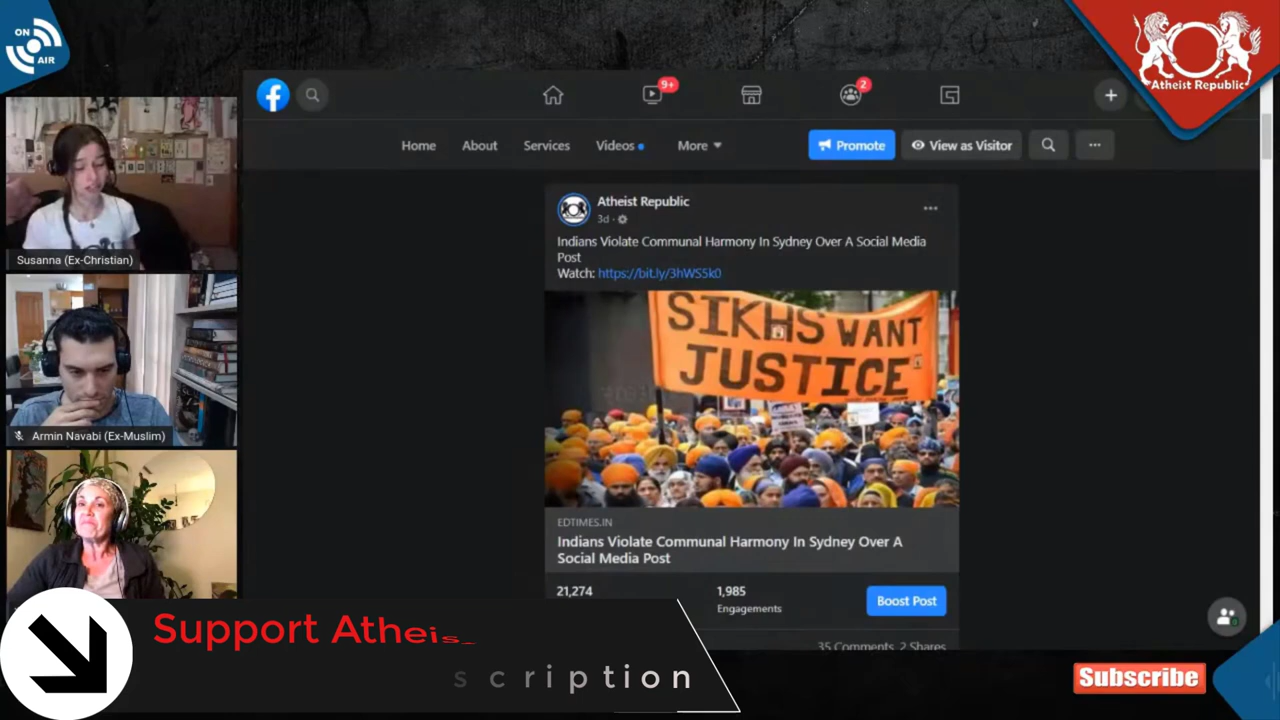 ON
AIR
Atheist Republic
9+
2
Home About Services Videos More
Promote View as Visitor
Atheist Republic
3d
Indians Violate Communal Harmony In Sydney Over A Social Media
Post
Watch: https://bit.ly/3hWS5k0
SIKHS WANT
JUSTICE
EDTIMES.IN
Indians Violate Communal Harmony In Sydney Over A
Social Media Post
21,274 1,985
Engagements
Boost Post
35 Comments 2 Shares
Susanna (Ex-Christian)
Armin Navabi (Ex-Muslim)
Support Atheis
scription
Subscribe